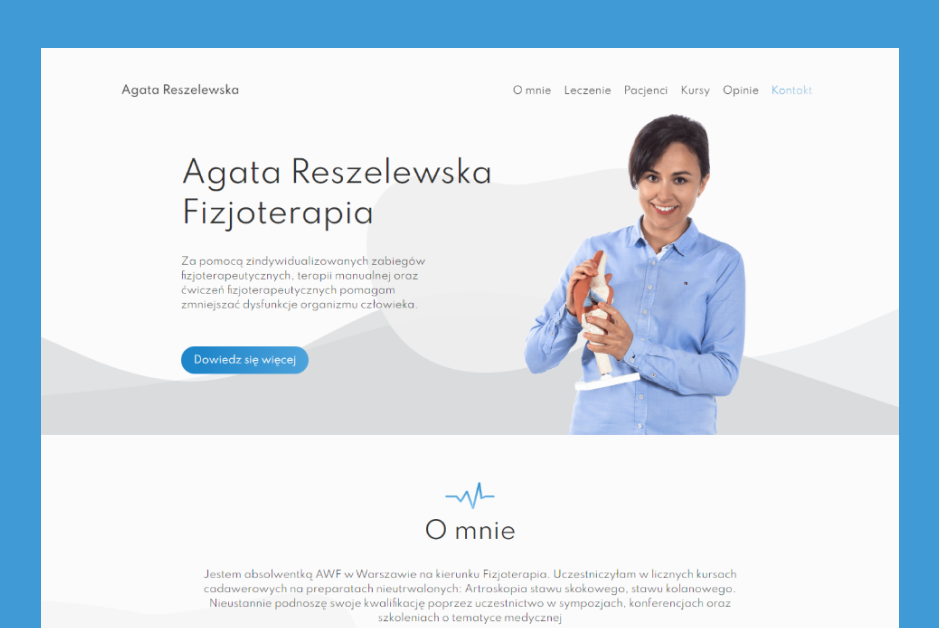 Agata Reszelewska
O mnie Leczenie Pacjenci Kursy Opinie Kontakt
Agata Reszelewska
Fizjoterapia
Za pomocą zindywidualizowanych zabiegów
fizjoterapeutycznych, terapii manualnej oraz
ćwiczeń fizjoterapeutycznych pomagam
zmniejszać dysfunkcje organizmu człowieka.
Dowiedz się więcej
O mnie
Jestem absolwentką AWF w Warszawie na kierunku Fizjoterapia. Uczestniczyłam w licznych kursach
cadawerowych na preparatach nieutrwalonych: Artroskopia stawu skokowego, stawu kolanowego.
Nieustannie podnoszę swoje kwalifikację poprzez uczestnictwo w sympozjach, konferencjach oraz
szkoleniach o tematyce medycznej